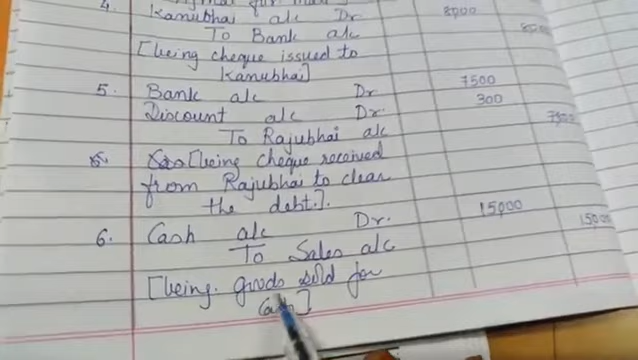 4.
Kanubhai a/c Dr 8000
To Bank a/c
[being cheque issued to
Kanubhai]
5. Bank a/c Dr 7500
Discount a/c Dr. 300
To Rajubhai a/c
[being cheque received
from Rajubhai to clear
the debt.].
6. Cash a/c Dr. 15000
To Sales a/c 15000
[being. goods sold for